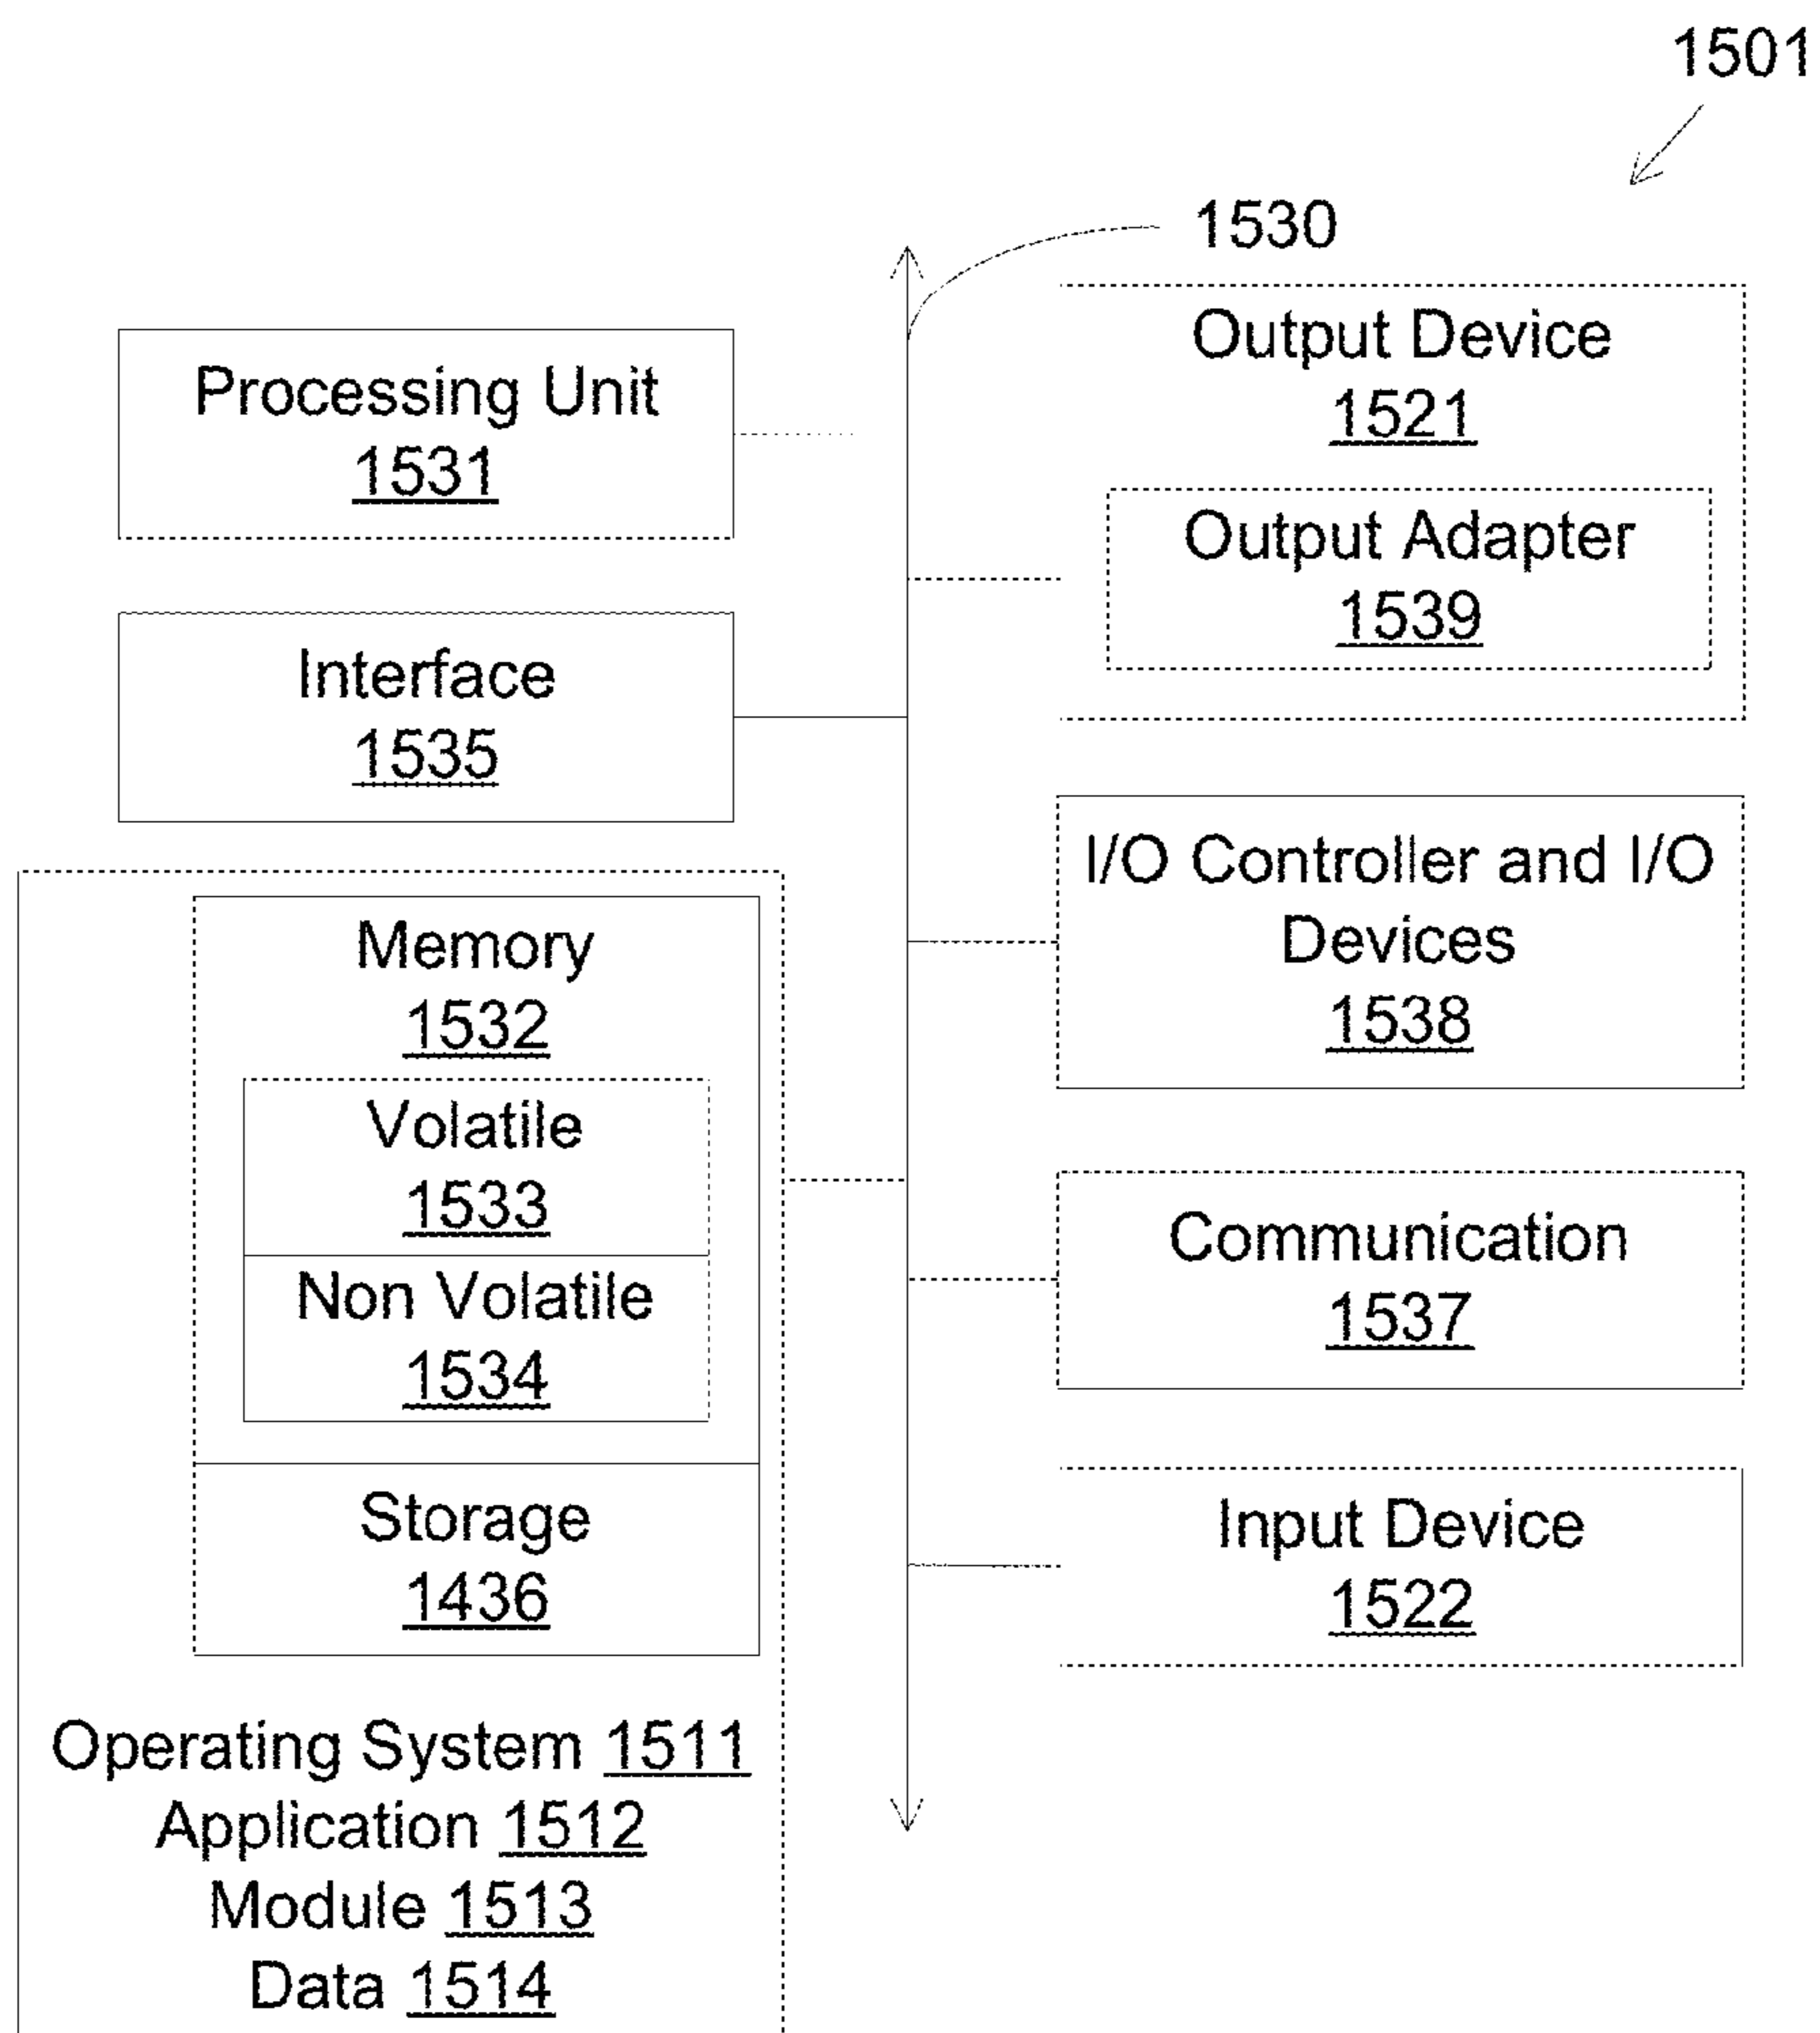 1501
1530
Processing Unit
1531
Interface
1535
Memory
1532
Volatile
1533
Non Volatile
1534
Storage
1436
Operating System 1511
Application 1512
Module 1513
Data 1514
Output Device
1521
Output Adapter
1539
I/O Controller and I/O
Devices
1538
Communication
1537
Input Device
1522